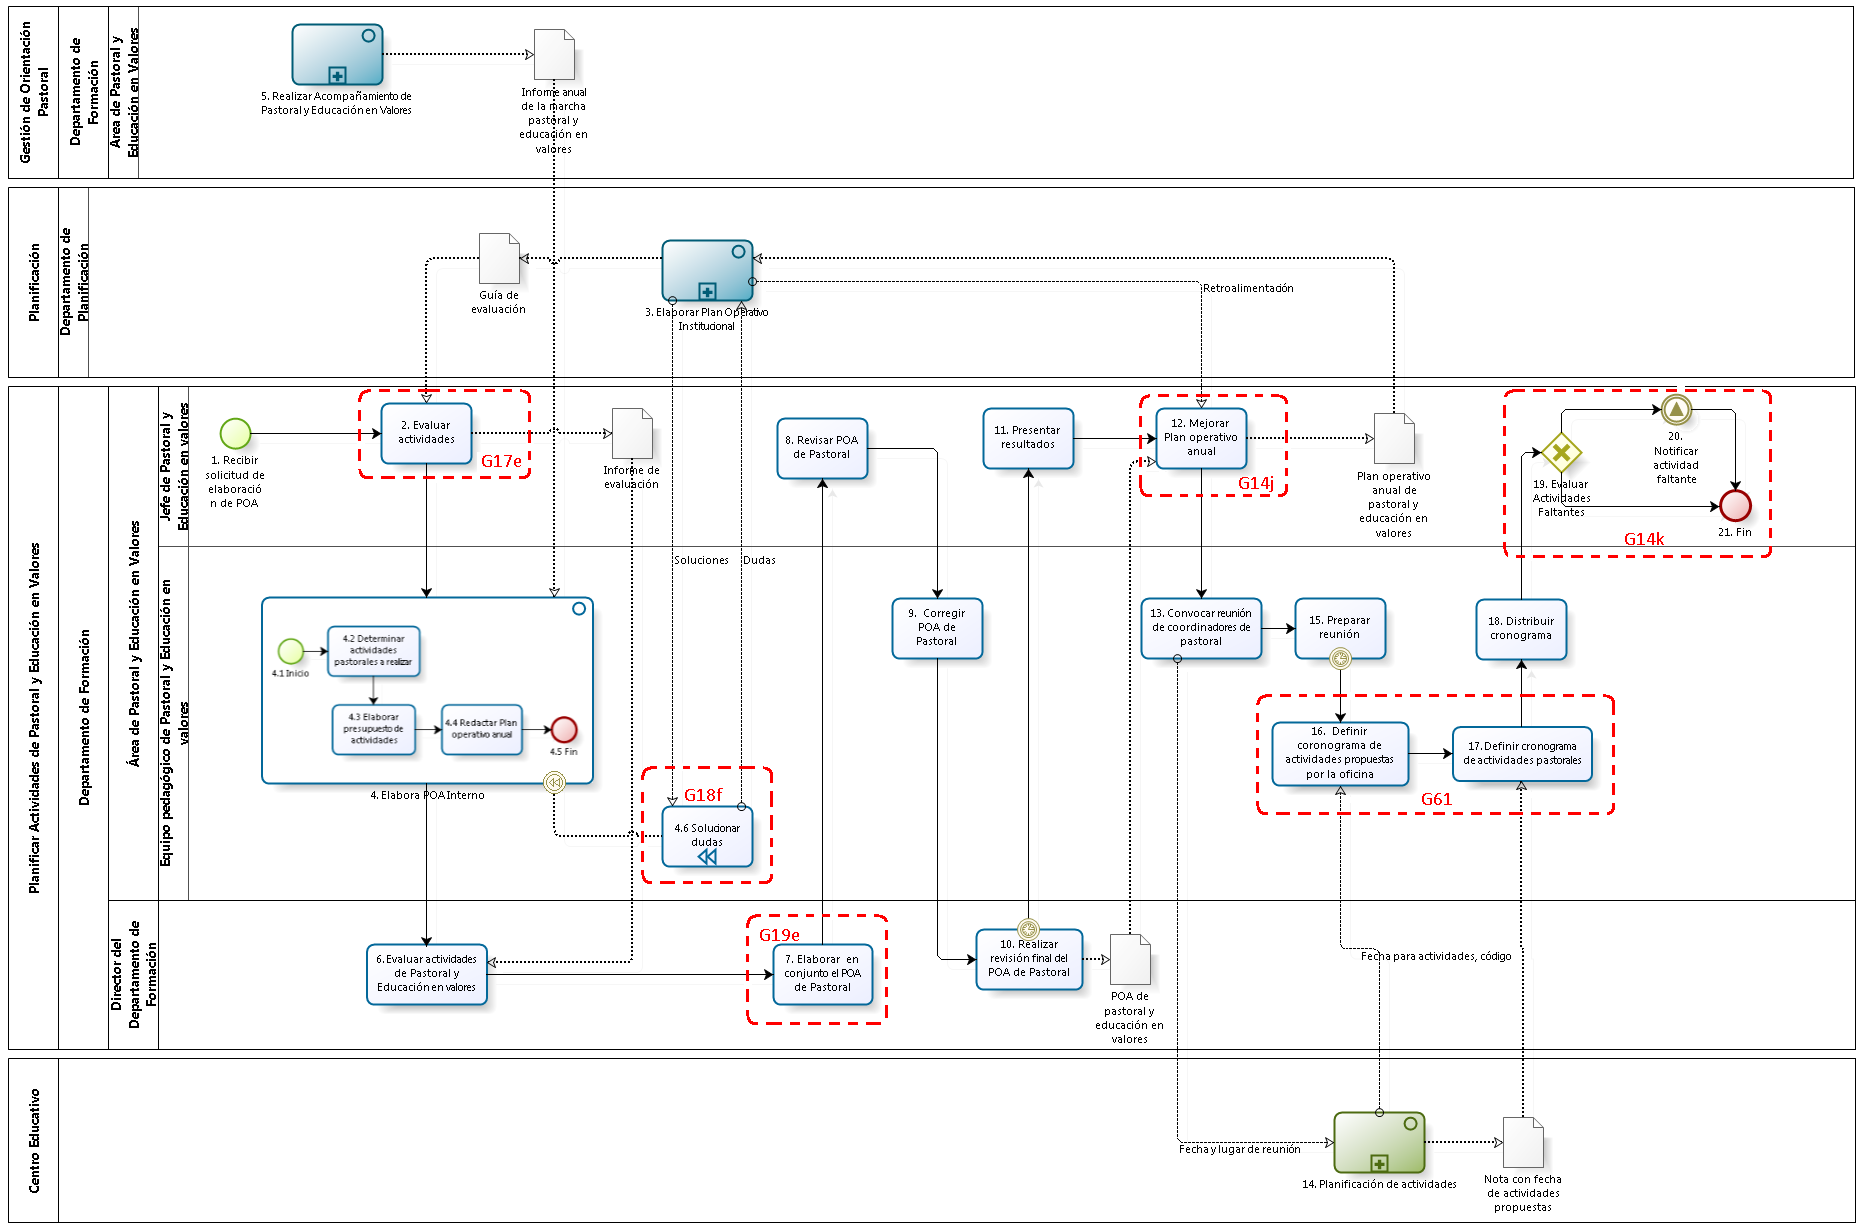 Gestión de Orientación
Pastoral
Departamento de
Formación
Área de Pastoral y
Educación en Valores
5. Realizar Acompañamiento de
Pastoral y Educación en Valores
Informe anual
de la marcha
pastoral y
educación en
valores
Planificación
Departamento de
Planificación
Guía de
evaluación
3. Elaborar Plan Operativo
Institucional
Retroalimentación
Planificar Actividades de Pastoral y Educación en Valores
Departamento de Formación
Área de Pastoral y Educación en Valores
Jefe de Pastoral y
Educación en valores
1. Recibir
solicitud de
elaboració
n de POA
2. Evaluar
actividades
G17e
Informe de
evaluación
8. Revisar POA
de Pastoral
11. Presentar
resultados
12. Mejorar
Plan operativo
anual
G14j
Plan operativo
anual de
pastoral y
educación en
valores
19. Evaluar
Actividades
Faltantes
20.
Notificar
actividad
faltante
21. Fin
G14k
Soluciones
Dudas
Equipo pedagógico de Pastoral y Educación en
valores
4.1 Inicio
4.2 Determinar
actividades
pastorales a realizar
4.3 Elaborar
presupuesto de
actividades
4.4 Redactar Plan
operativo anual
4.5 Fin
4. Elabora POA Interno
G18f
4.6 Solucionar
dudas
9. Corregir
POA de
Pastoral
13. Convocar reunión
de coordinadores de
pastoral
15. Preparar
reunión
18. Distribuir
cronograma
16. Definir
coronograma de
actividades propuestas
por la oficina
17. Definir cronograma
de actividades pastorales
G61
Director del
Departamento de
Formación
6. Evaluar actividades
de Pastoral y
Educación en valores
G19e
7. Elaborar en
conjunto el POA
de Pastoral
10. Realizar
revisión final del
POA de Pastoral
POA de
pastoral y
educación en
valores
Fecha para actividades, código
Centro Educativo
Fecha y lugar de reunión
14. Planificación de actividades
Nota con fecha
de actividades
propuestas